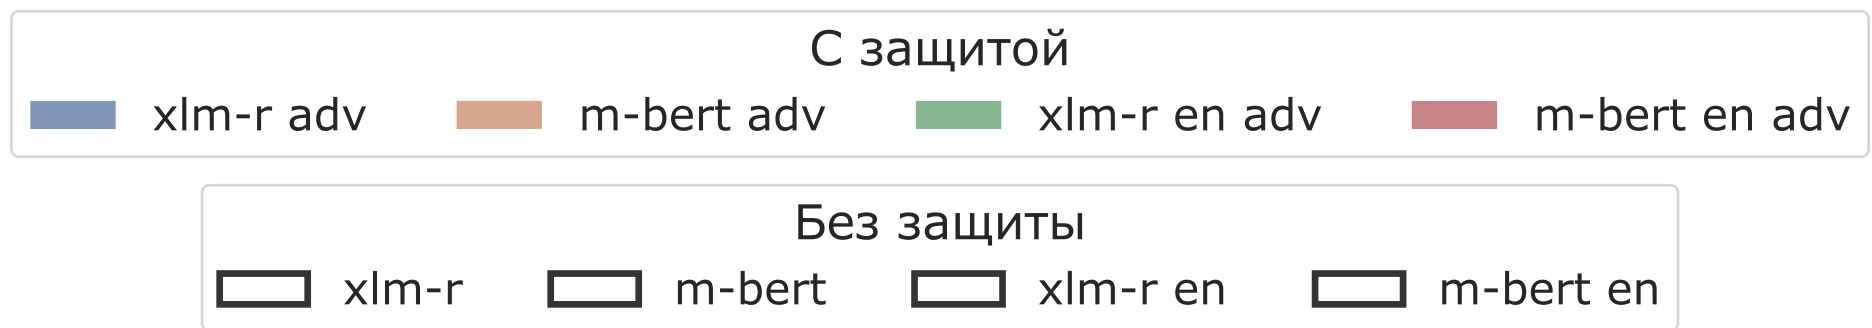 С защитой
xlm-r adv m-bert adv xlm-r en adv m-bert en adv
Без защиты
xlm-r m-bert xlm-r en m-bert en